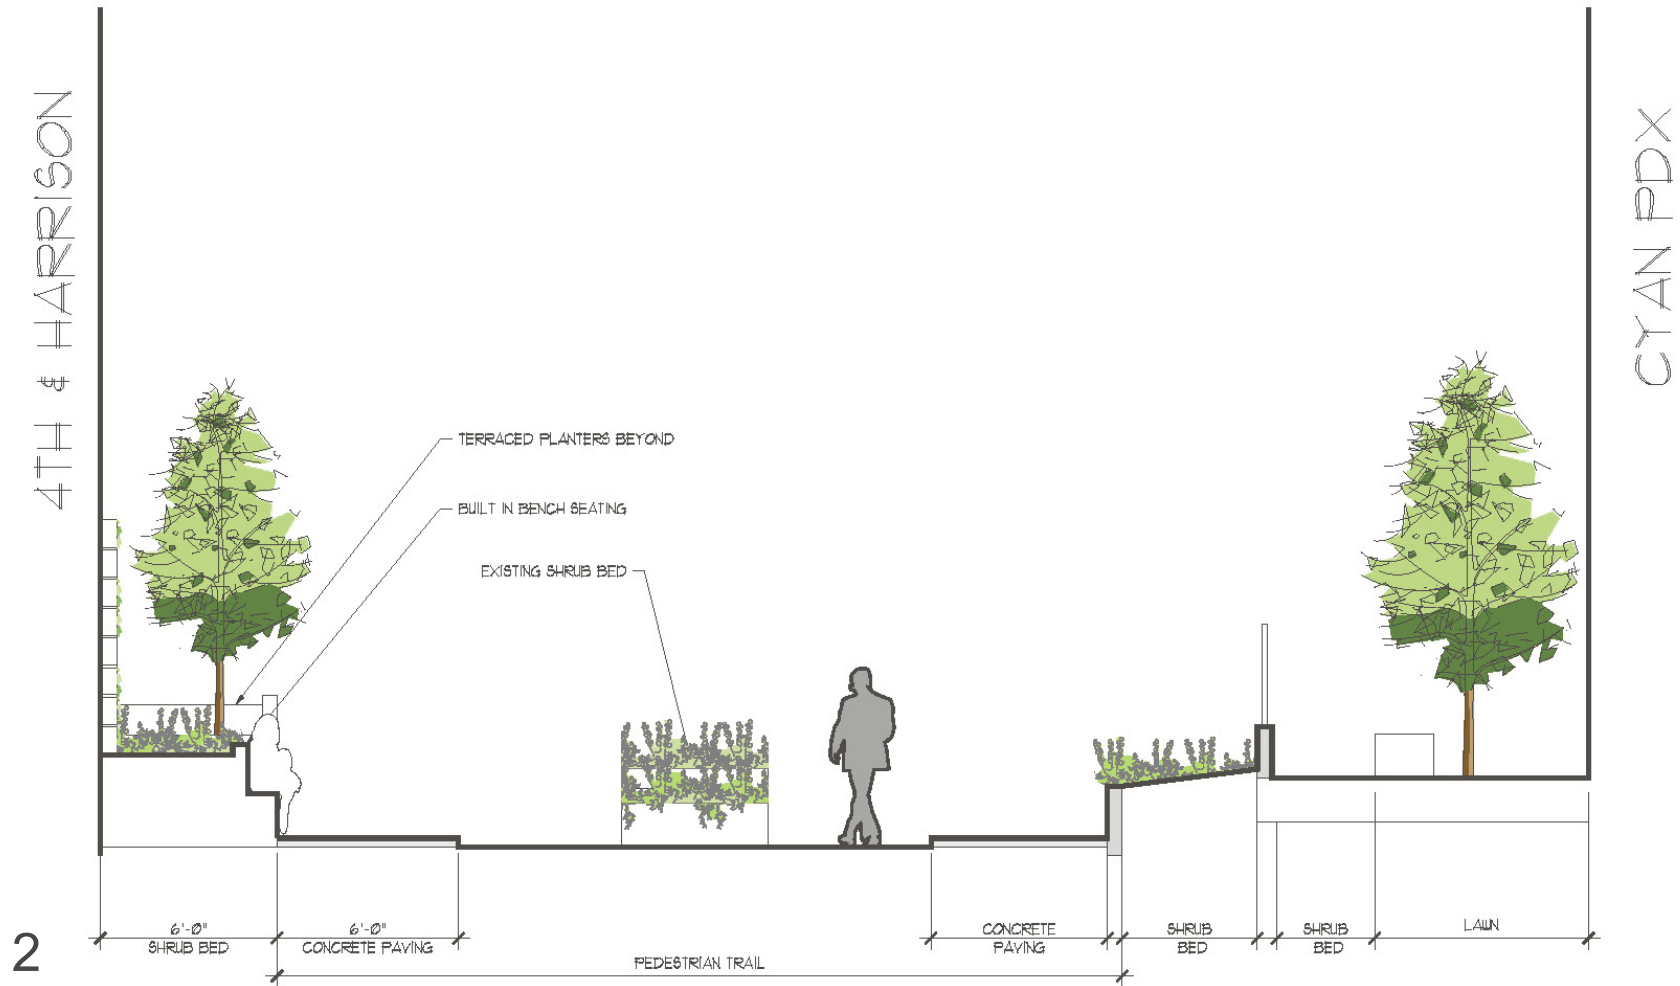 4TH & HARRISON
CYAN PDX
TERRACED PLANTERS BEYOND
BUILT IN BENCH SEATING
EXISTING SHRUB BED
6'-0"
SHRUB BED
6'-0"
CONCRETE PAVING
CONCRETE
PAVING
SHRUB
BED
SHRUB
BED
LAWN
PEDESTRIAN TRAIL
2